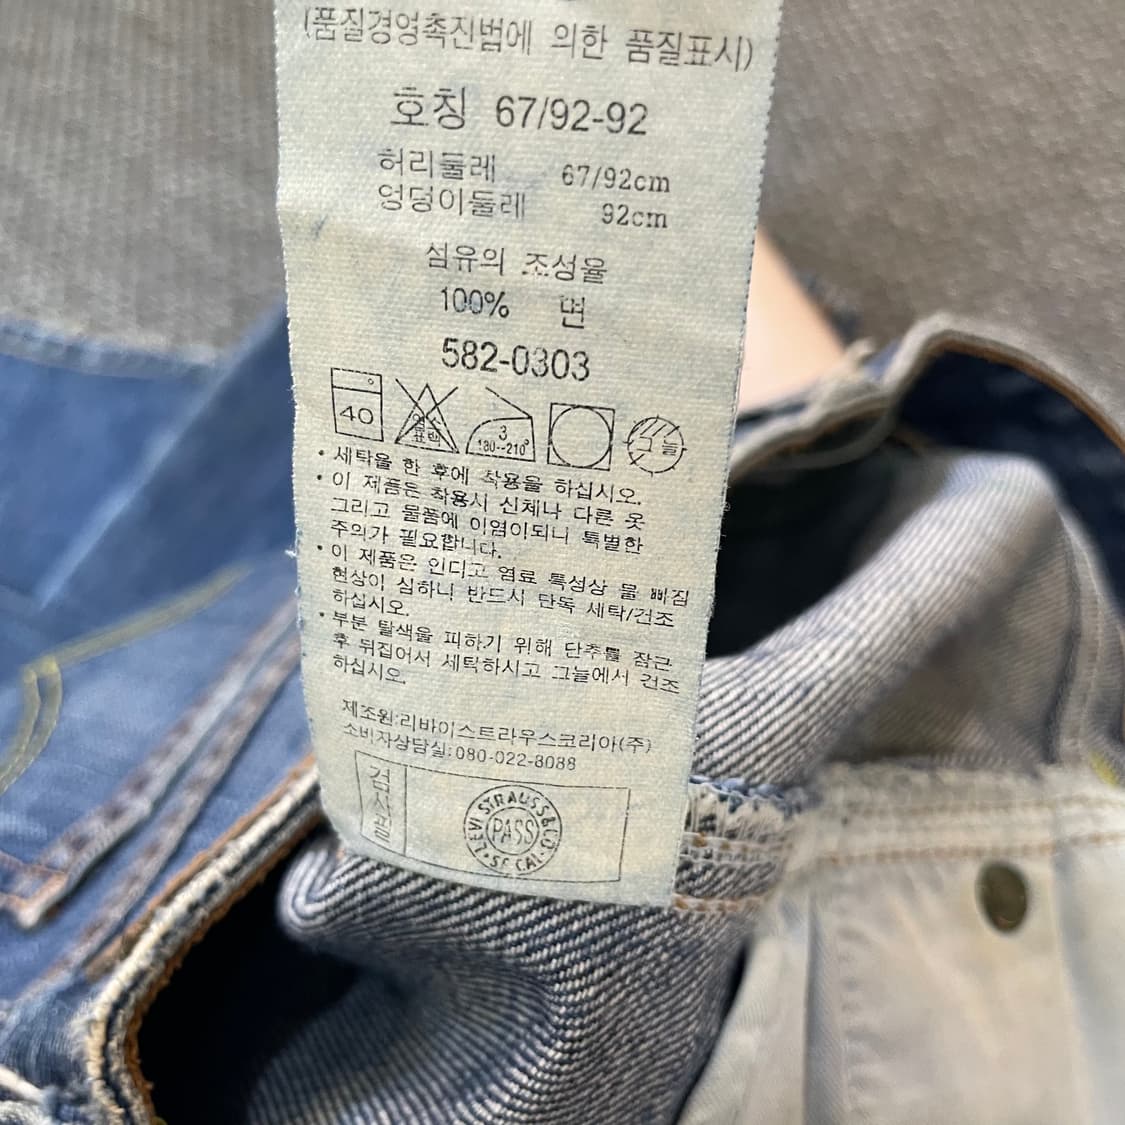 (품질경영촉진법에 의한 품질표시)
호칭 67/92-92
허리둘레 67/92cm
엉덩이둘레 92cm
섬유의 조성율
100% 면
582-0303
40
염소
표백
3
180--210°
그늘
• 세탁을 한 후에 착용을 하십시오.
• 이 제품은 착용시 신체나 다른 옷
그리고 물품에 이염이되니 특별한
주의가 필요합니다.
• 이 제품은 인디고 염료 특성상 물 빠짐
현상이 심하니 반드시 단독 세탁/건조
하십시오.
• 부분 탈색을 피하기 위해 단추를 잠근
후 뒤집어서 세탁하시고 그늘에서 건조
하십시오.
제조원:리바이스트라우스코리아(주)
소비자상담실:080-022-8088
검사필
LEVI STRAUSS & CO.
PASS
S.F. CAL.